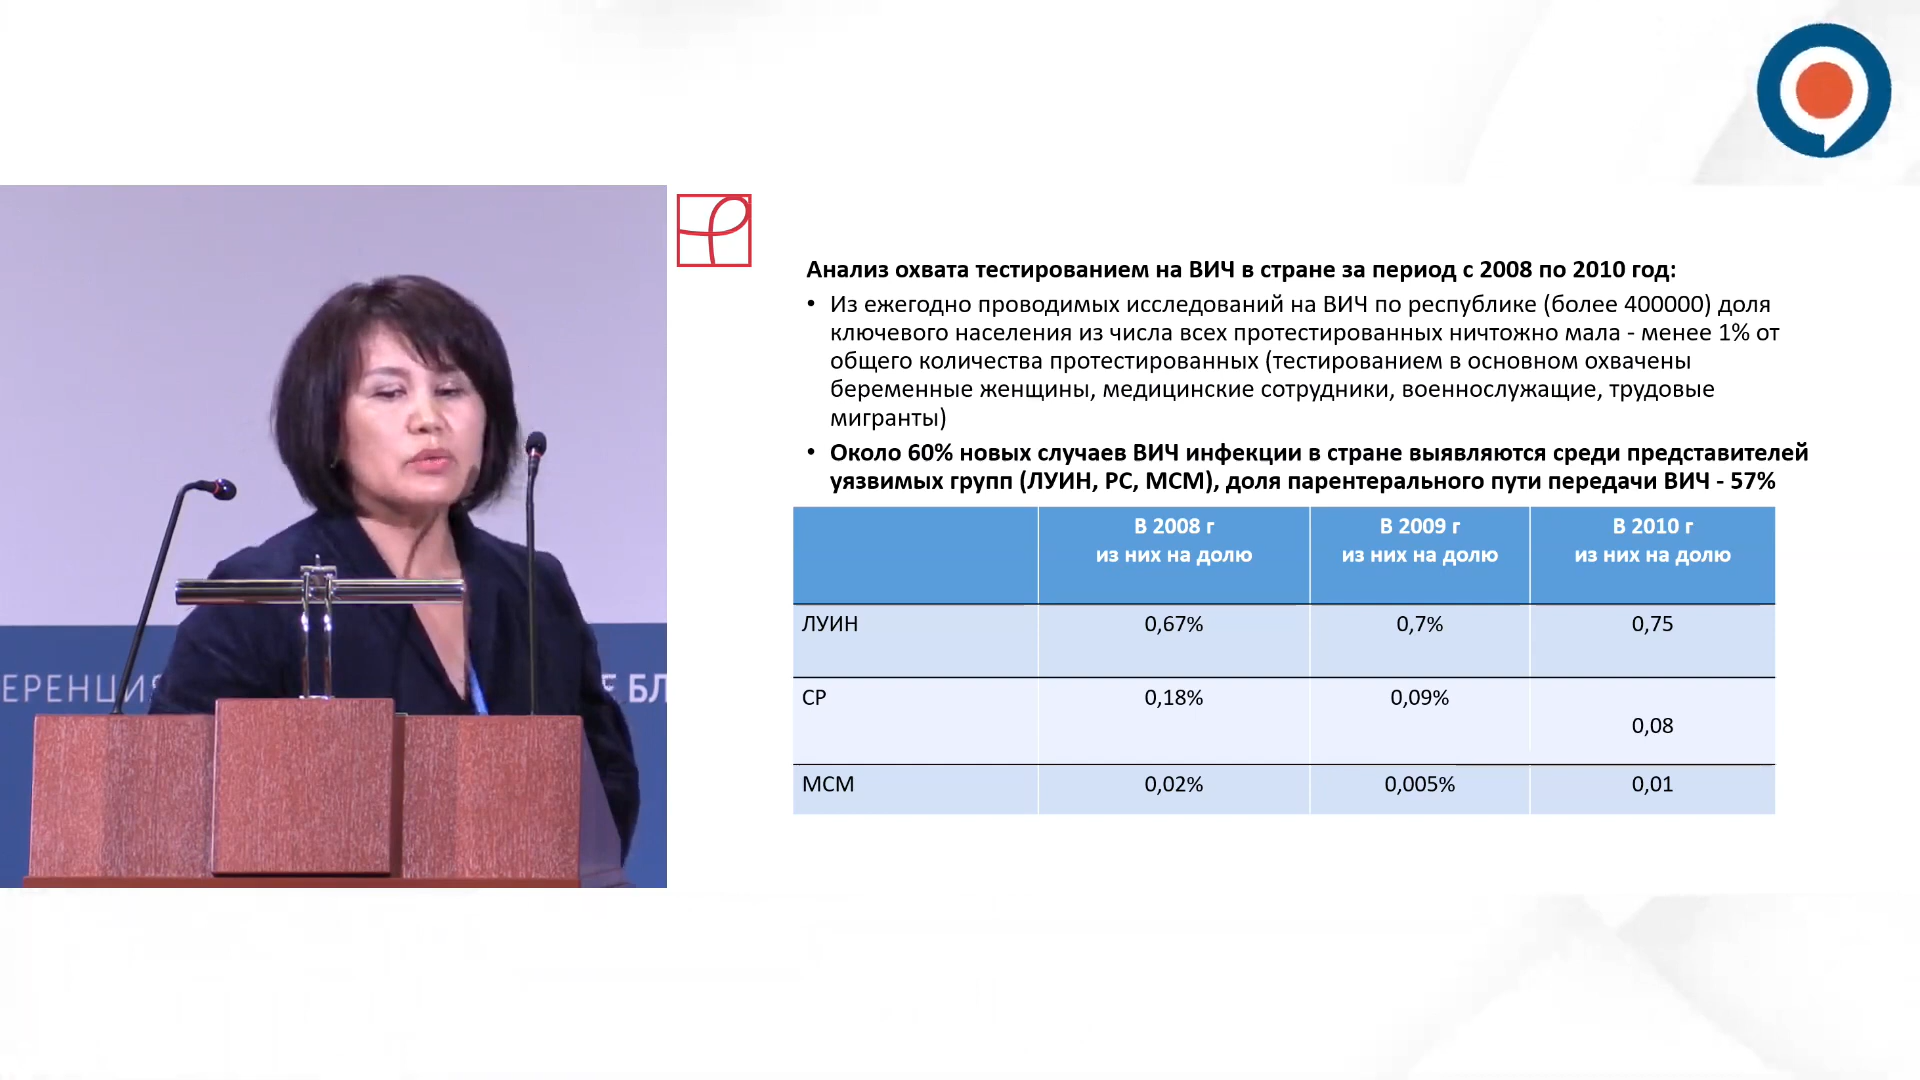 Анализ охвата тестированием на ВИЧ в стране за период с 2008 по 2010 год:
• Из ежегодно проводимых исследований на ВИЧ по республике (более 400000) доля
ключевого населения из числа всех протестированных ничтожно мала - менее 1% от
общего количества протестированных (тестированием в основном охвачены
беременные женщины, медицинские сотрудники, военнослужащие, трудовые
мигранты)
• Около 60% новых случаев ВИЧ инфекции в стране выявляются среди представителей
уязвимых групп (ЛУИН, РС, МСМ), доля парентерального пути передачи ВИЧ - 57%
В 2008 г В 2009 г В 2010 г
из них на долю из них на долю из них на долю
ЛУИН 0,67% 0,7% 0,75
СР 0,18% 0,09% 0,08
МСМ 0,02% 0,005% 0,01